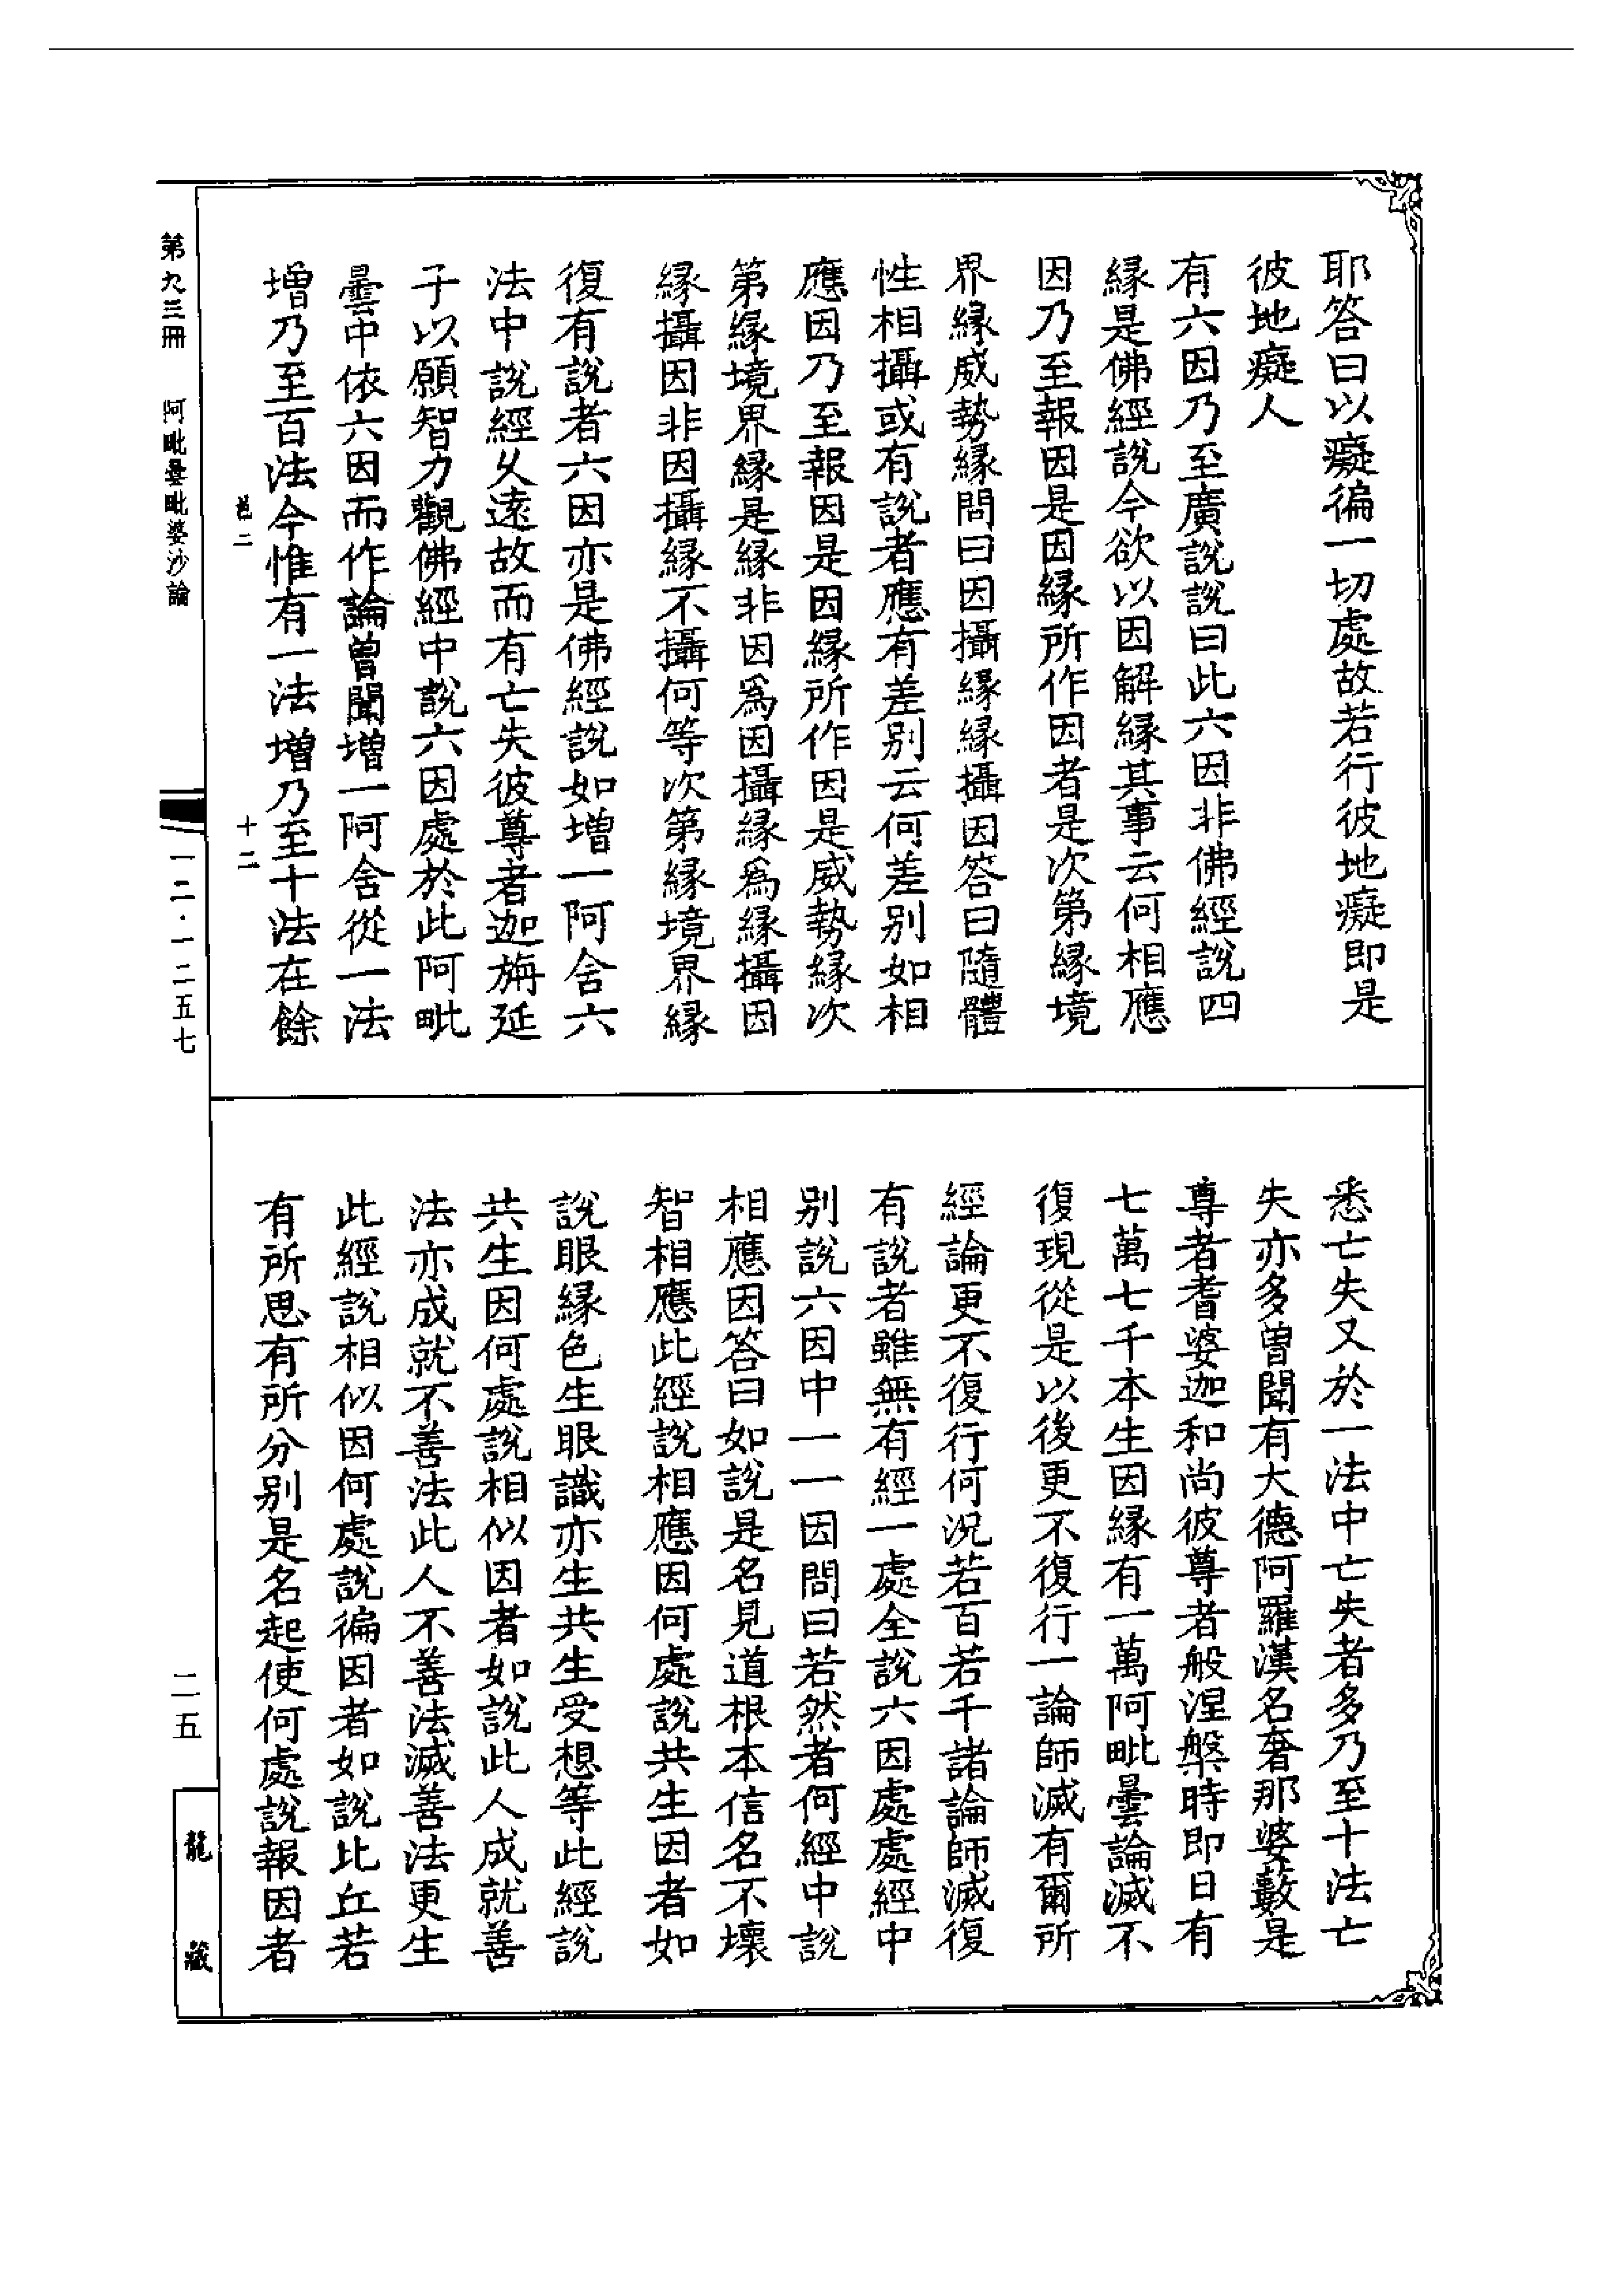 耶答曰以癡徧一切處故若行彼地癡即是
彼地癡人
有六因乃至廣說說曰此六因非佛經說四
緣是佛經說今欲以因解緣其事云何相應
因乃至報因是因緣所作因者是次第緣境
界緣威勢緣問曰因攝緣緣攝因答曰隨體
性相攝或有說者應有差別云何差別如相
應因乃至報因是因緣所作因是威勢緣次
第緣境界緣是緣非因為因攝緣為緣攝因
緣攝因非因攝緣不攝何等次第緣境界緣
復有說者六因亦是佛經說如增一阿含六
法中說經久遠故而有亡失彼尊者迦旃延
子以願智力觀佛經中說六因處於此阿毗
曇中依六因而作論曾聞增一阿含從一法
增乃至百法今惟有一法增乃至十法在餘
悉亡失又於一法中亡失者多乃至十法亡
失亦多曾聞有大德阿羅漢名奢那婆數是
尊者耆婆迦和尚彼尊者般涅槃時即日有
七萬七千本生因緣有一萬阿毗曇論滅不
復現從是以後更不復行一論師滅有爾所
經論更不復行何況若百若千諸論師滅復
有說者雖無有經一處全說六因處處經中
別說六因中一一因問曰若然者何經中說
相應因答曰如說是名見道根本信名不壞
智相應此經說相應因何處說共生因者如
說眼緣色生眼識亦生共生受想等此經說
共生因何處說相似因者如說此人成就善
法亦成就不善法此人不善法滅善法更生
此經說相似因何處說徧因者如說比丘若
有所思有所分別是名起使何處說報因者
邑二
十二
第九三冊 阿毗曇毗婆沙論
一二·一二五七
二五
龍藏